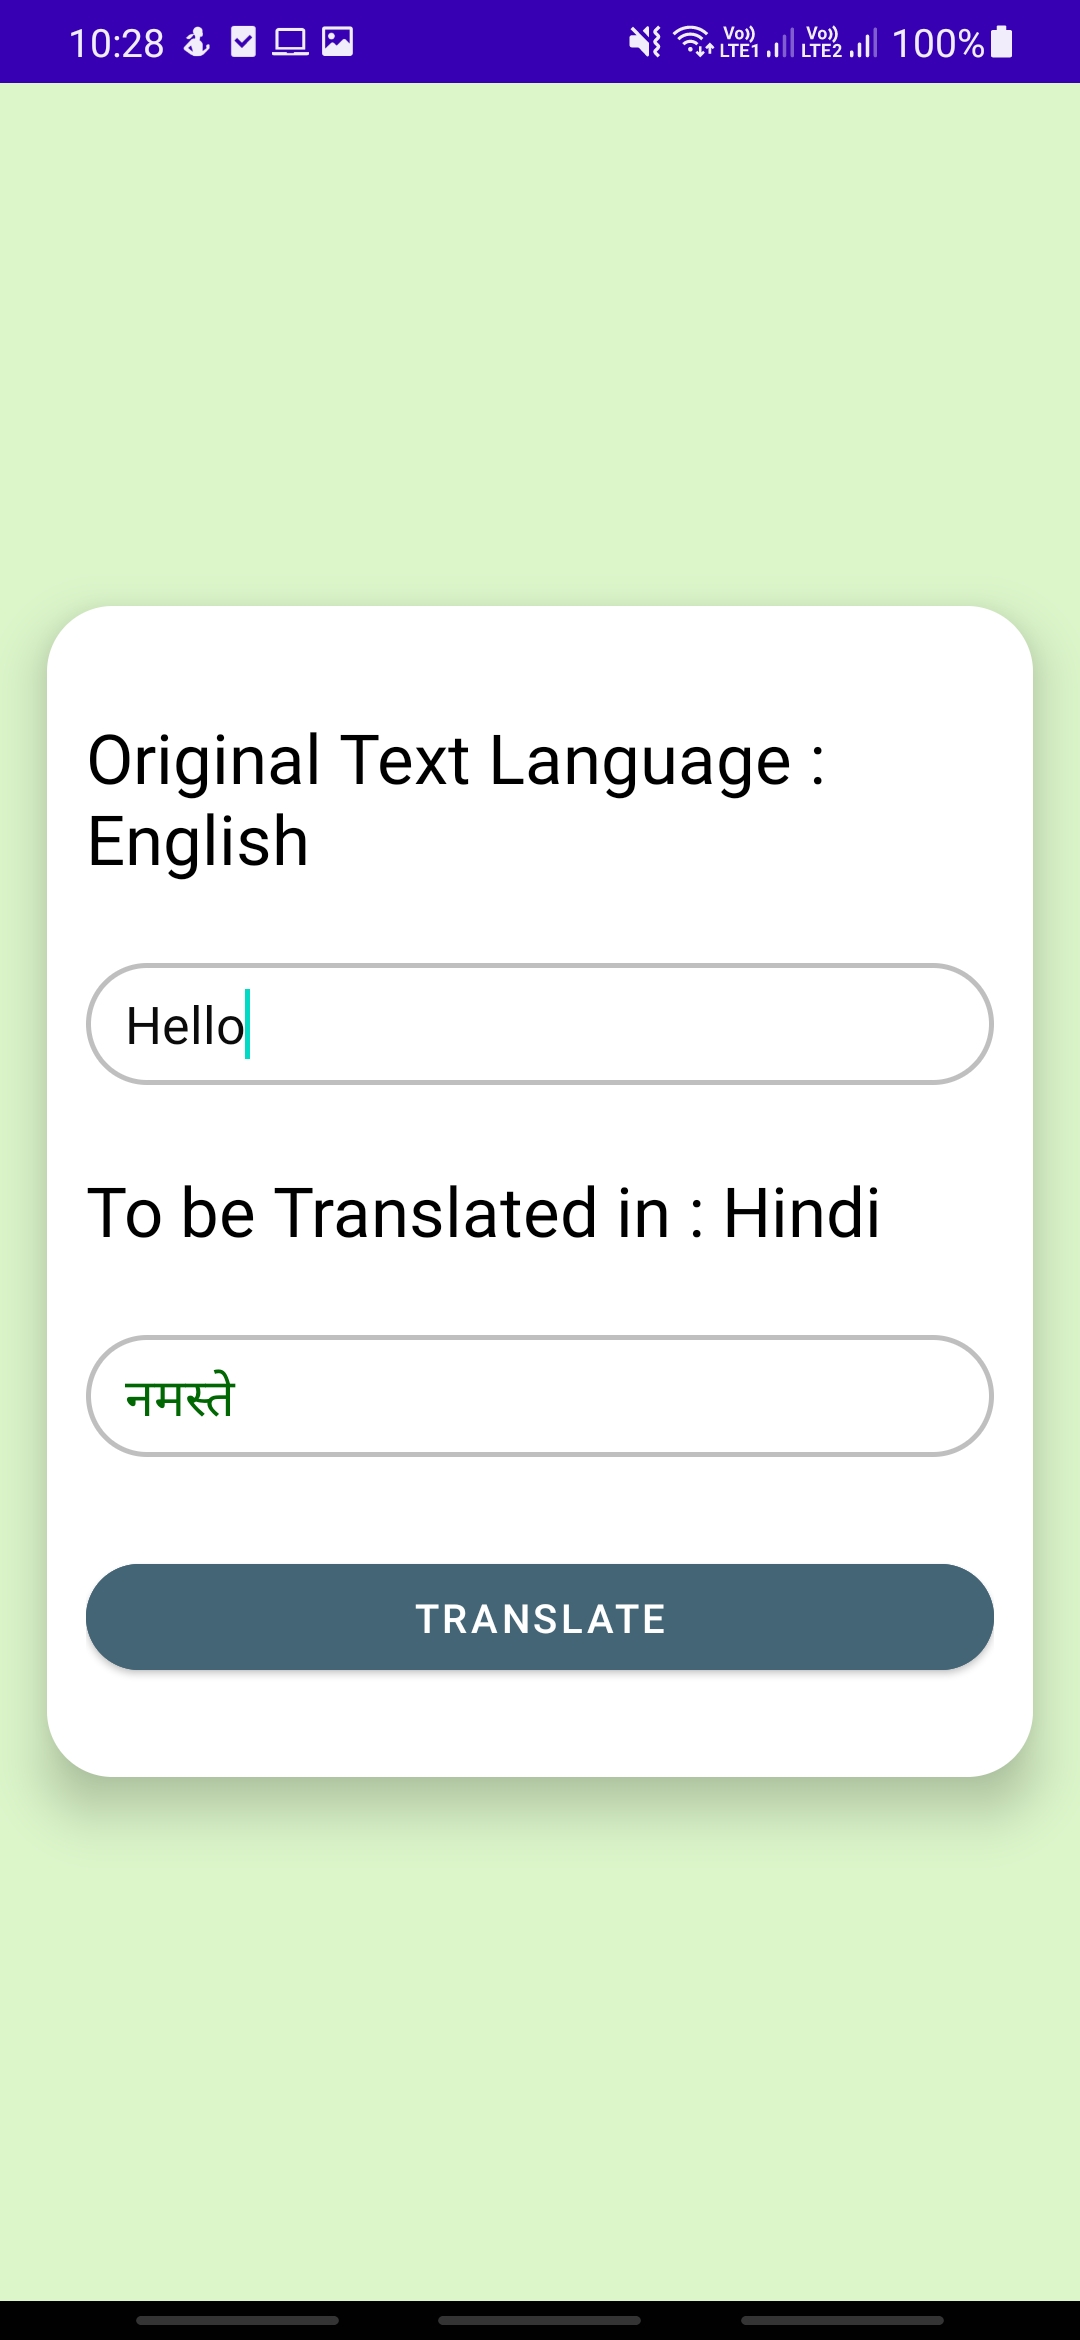 10:28 Vo)) LTE1 Vo)) LTE2 100%
Original Text Language :
English
Hello
To be Translated in : Hindi
नमस्ते
TRANSLATE